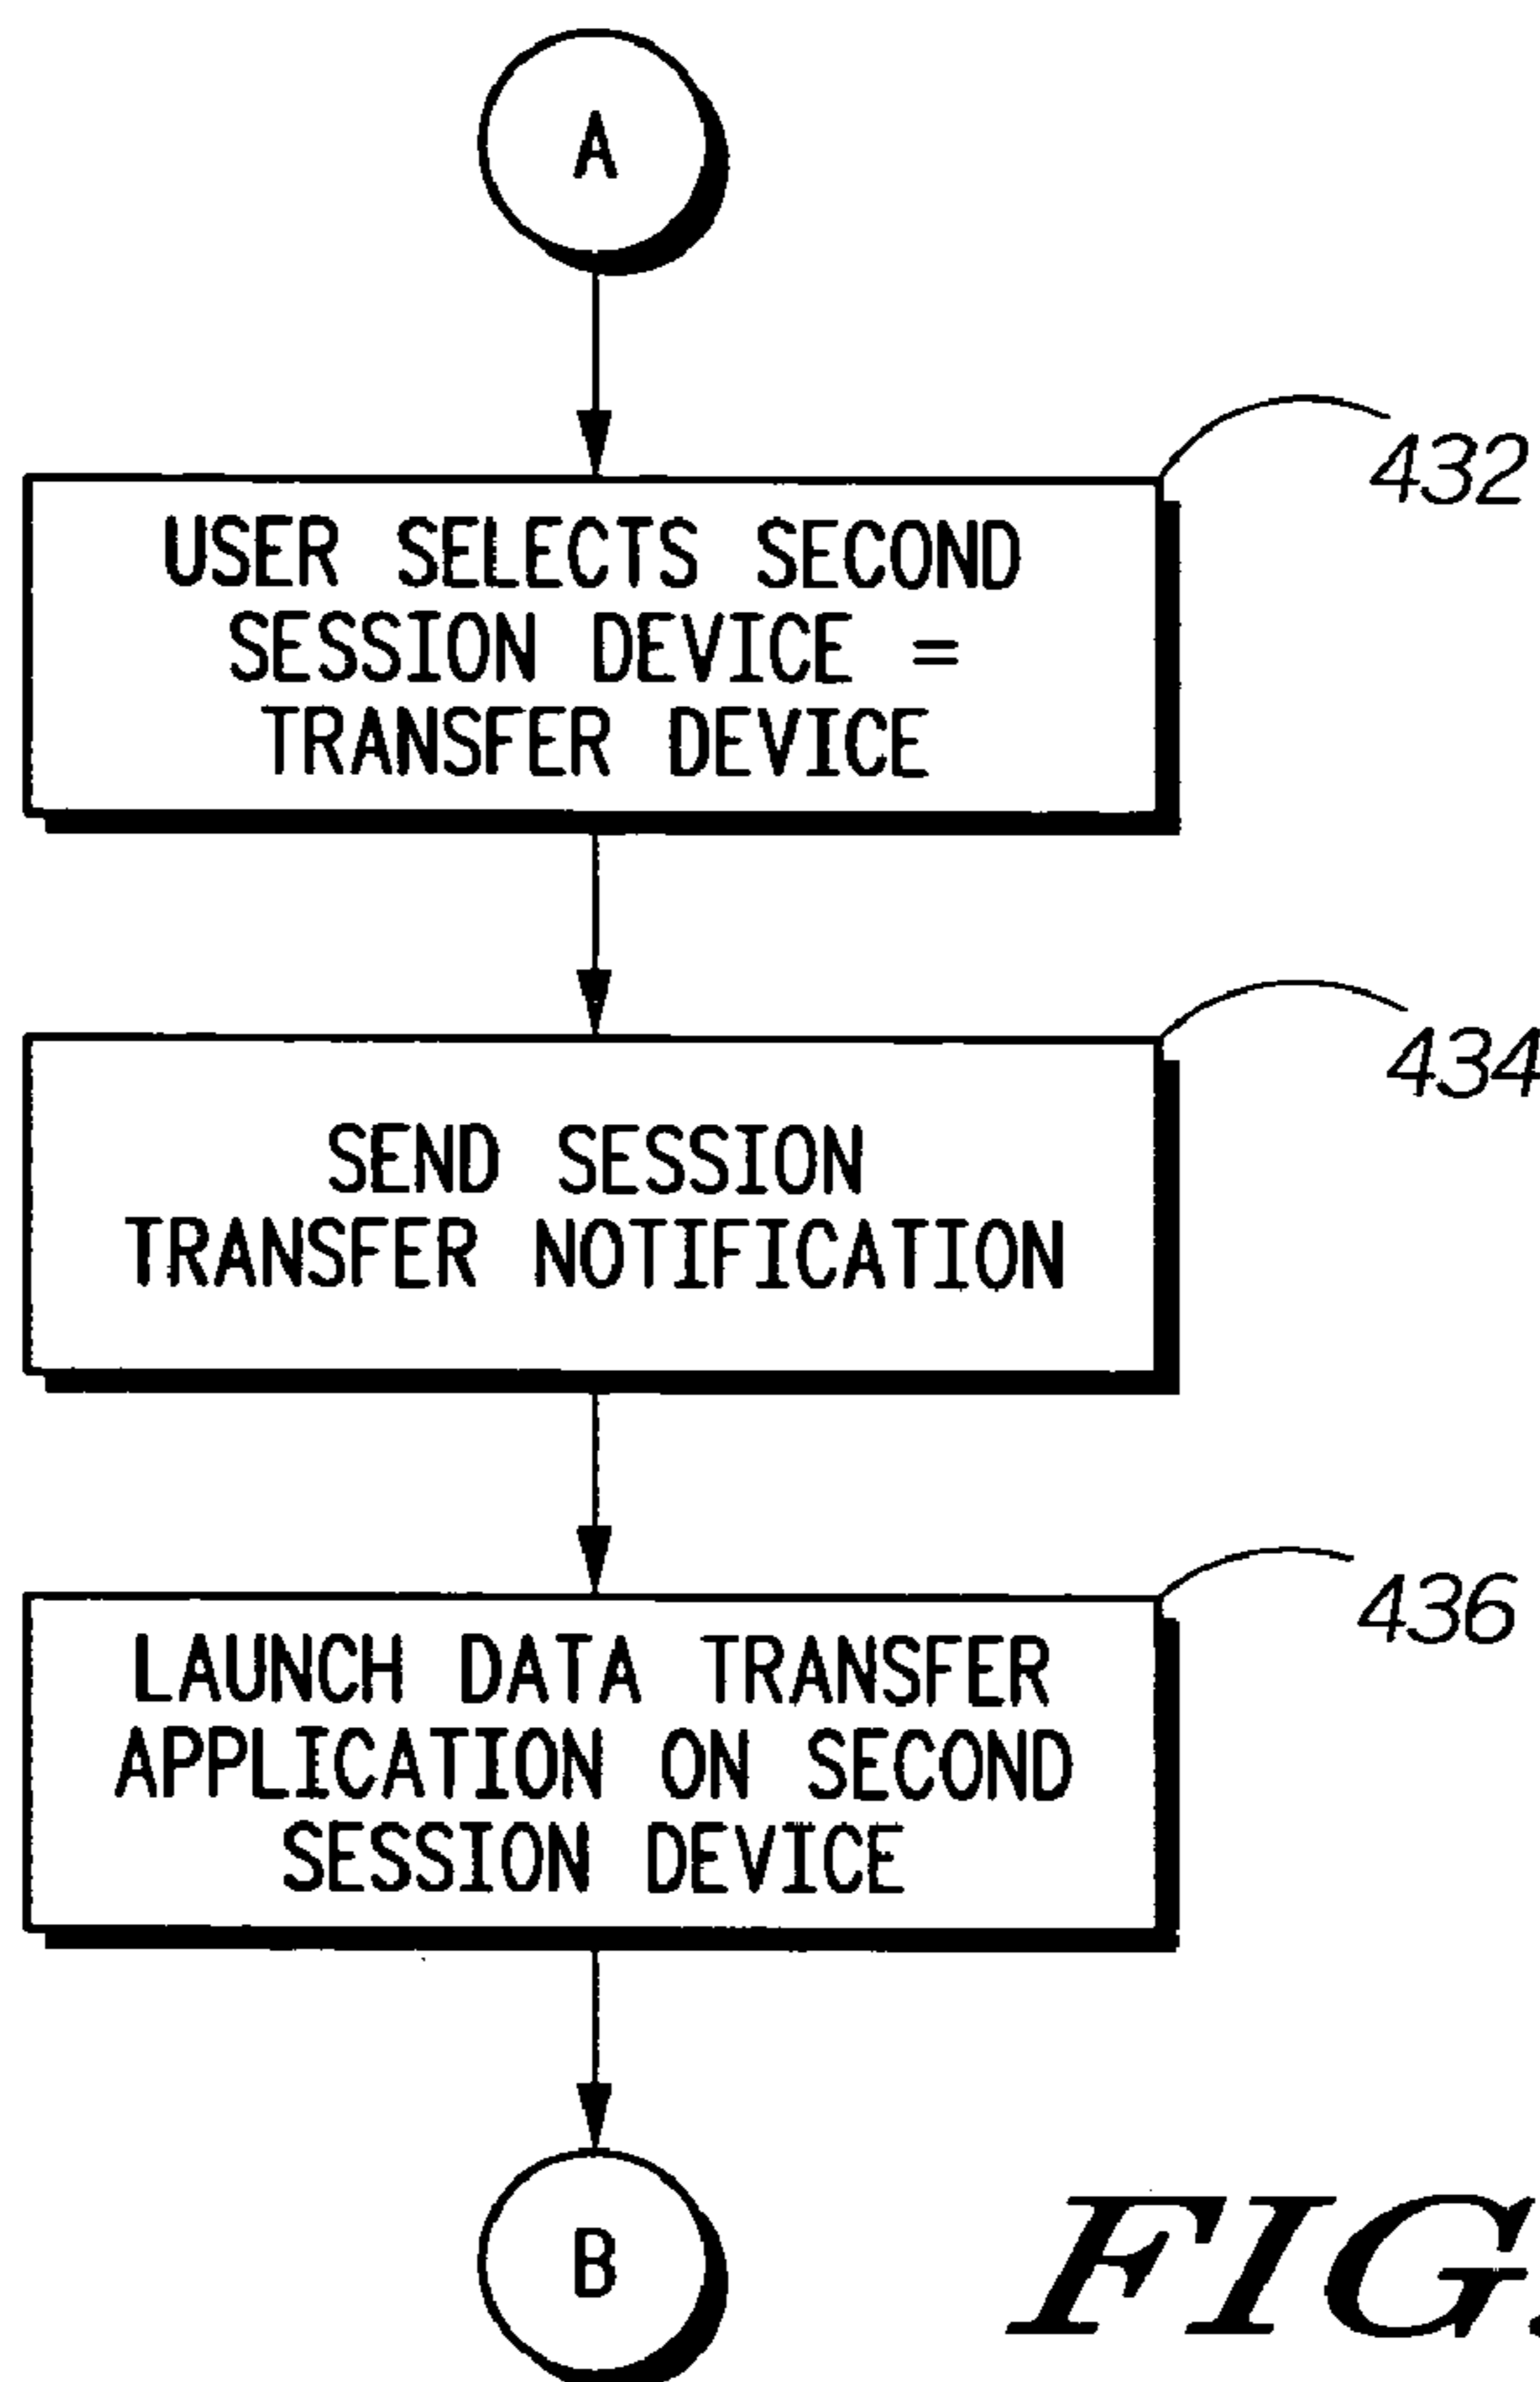 A
432
USER SELECTS SECOND
SESSION DEVICE =
TRANSFER DEVICE
434
SEND SESSION
TRANSFER NOTIFICATION
436
LAUNCH DATA TRANSFER
APPLICATION ON SECOND
SESSION DEVICE
B
FIG.